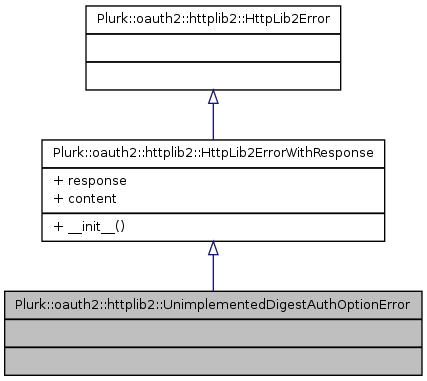 Plurk::oauth2::httplib2::HttpLib2Error
Plurk::oauth2::httplib2::HttpLib2ErrorWithResponse
+ response
+ content
+ __init__()
Plurk::oauth2::httplib2::UnimplementedDigestAuthOptionError